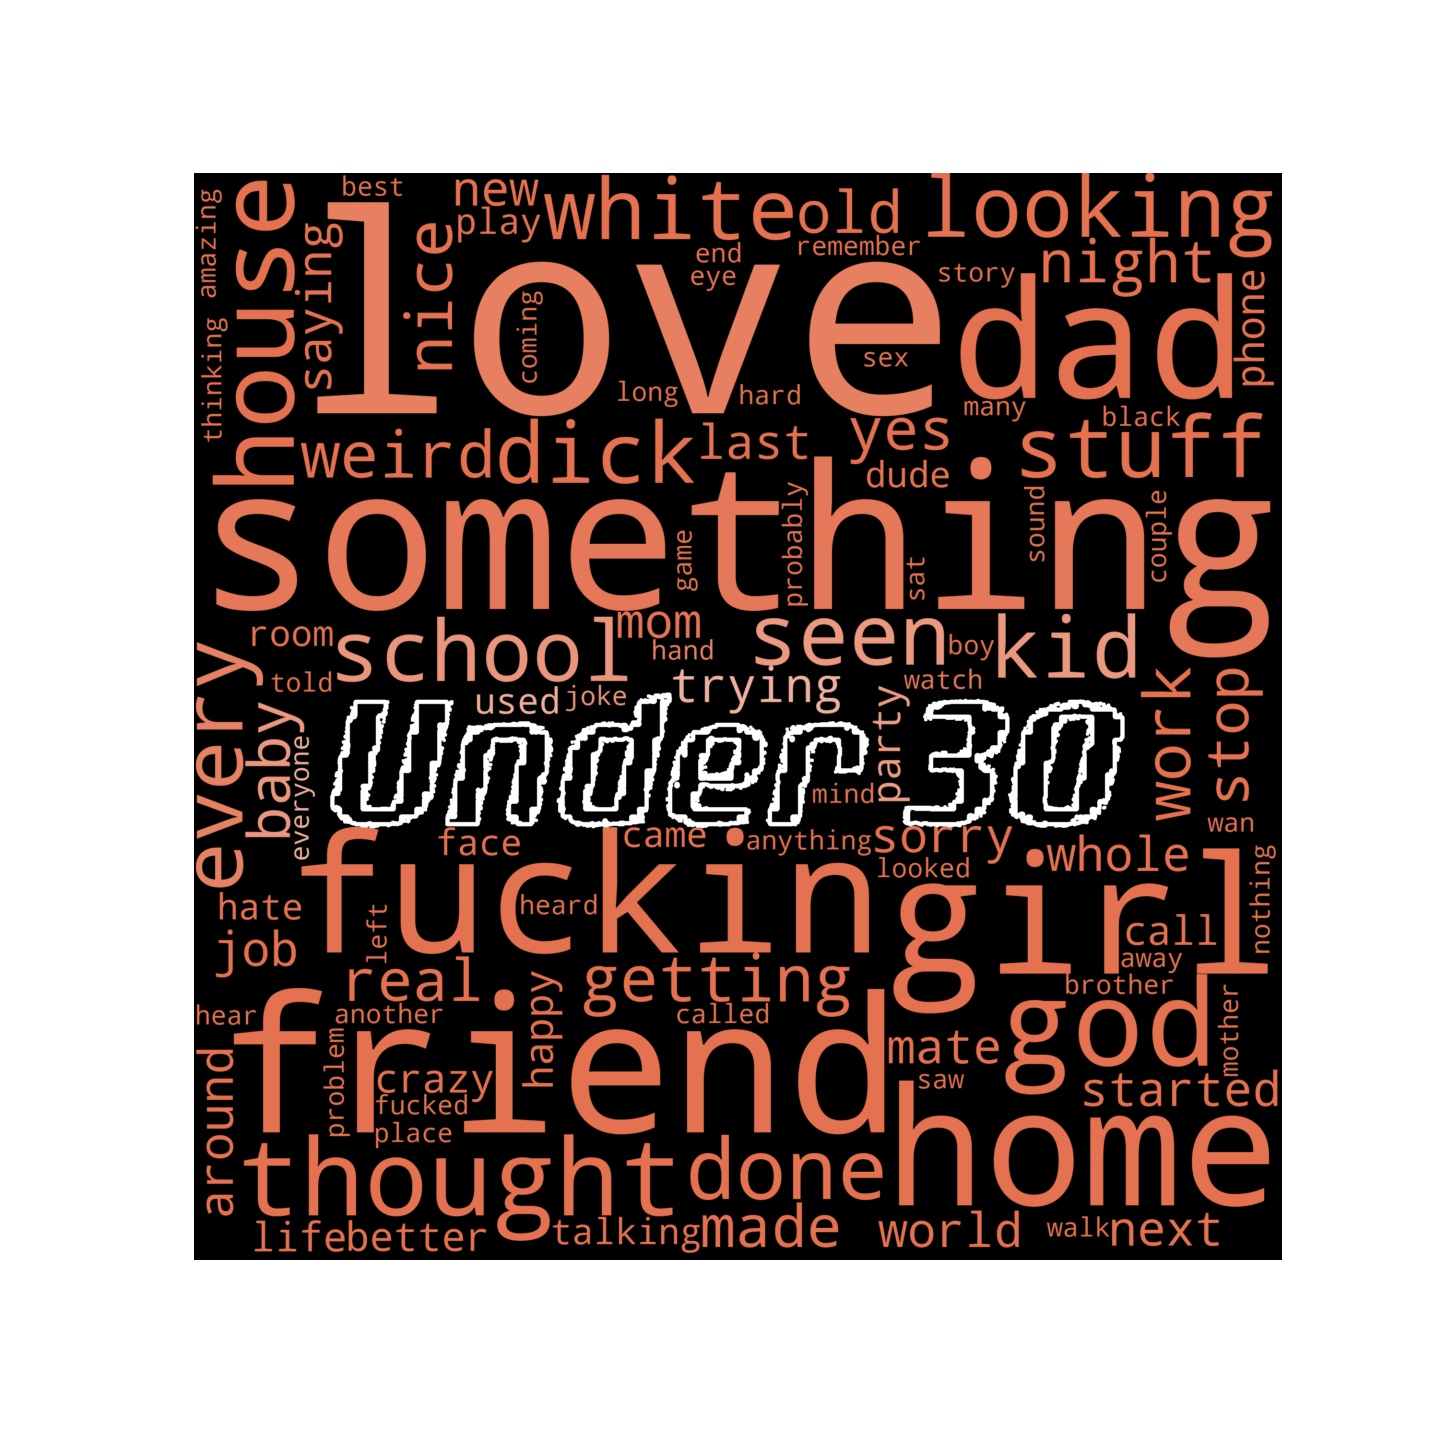 best
new
white
old
looking
amazing
house
saying
love
nice
play
end
eye
remember
story
night
dad
phone
coming
sex
thinking
long
hard
many
black
weird
dick
last
yes
dude
stuff
something
game
probably
sat
sound
couple
room
school
mom
hand
seen
boy
kid
told
used
joke
trying
watch
every
baby
everyone
Under 30
party
mind
work
stop
wan
face
came
anything
sorry
looked
whole
nothing
fuckin
girl
hate
heard
job
left
call
away
real
getting
brother
hear
another
friend
happy
called
mate
god
mother
around
problem
crazy
fucked
place
saw
started
home
thought
done
life
better
talking
made
world
walk
next